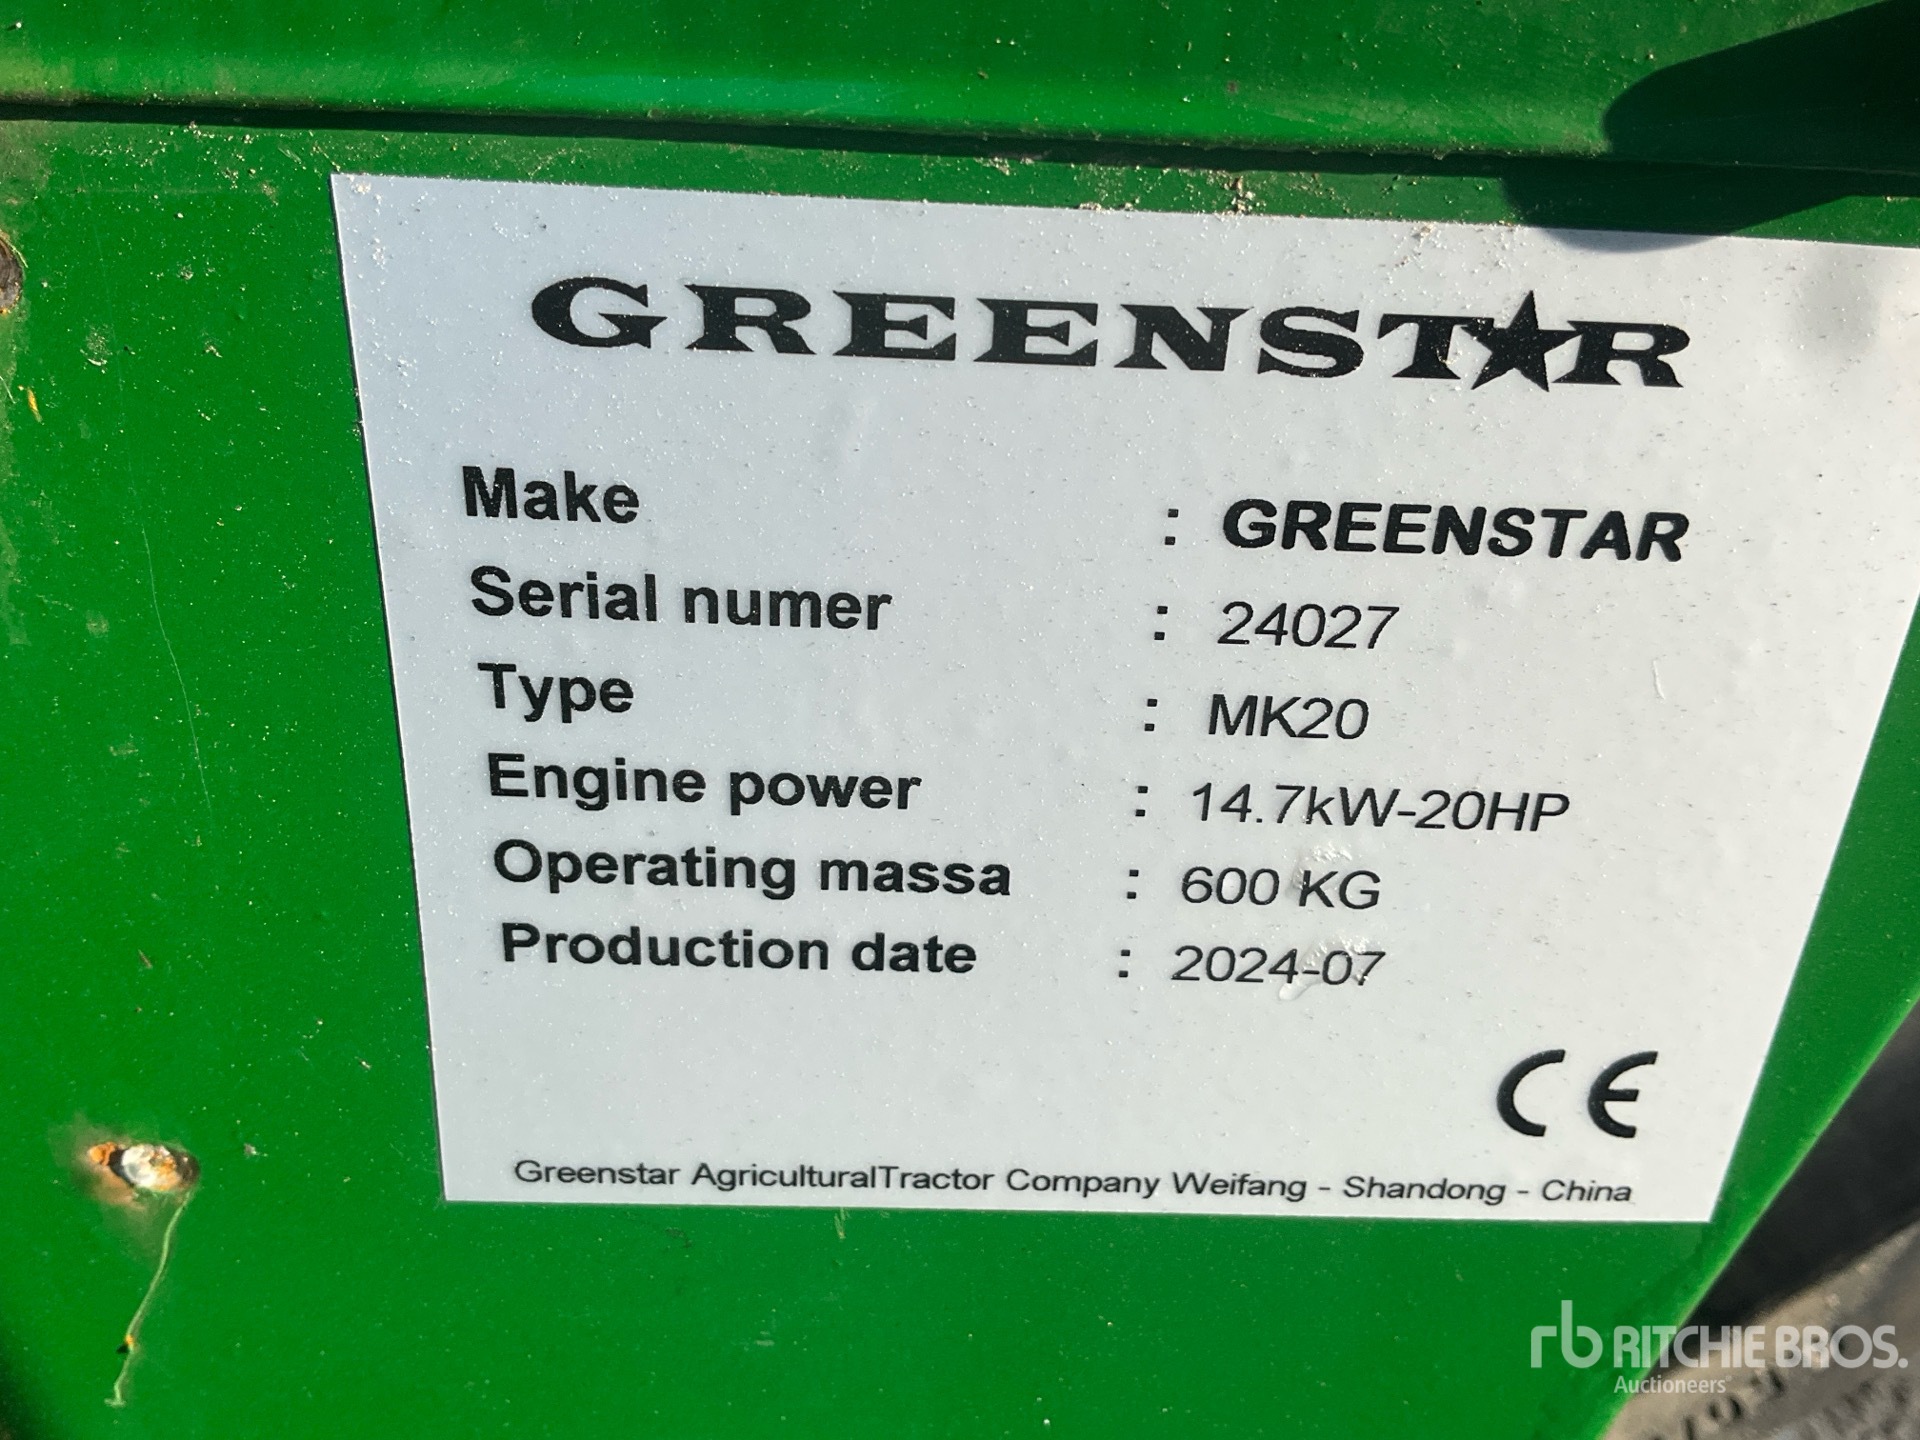 GREENSTAR
Make : GREENSTAR
Serial numer : 24027
Type : MK20
Engine power : 14.7kW-20HP
Operating massa : 600 KG
Production date : 2024-07
CE
Greenstar AgriculturalTractor Company Weifang - Shandong - China
rb RITCHIE BROS.
Auctioneers